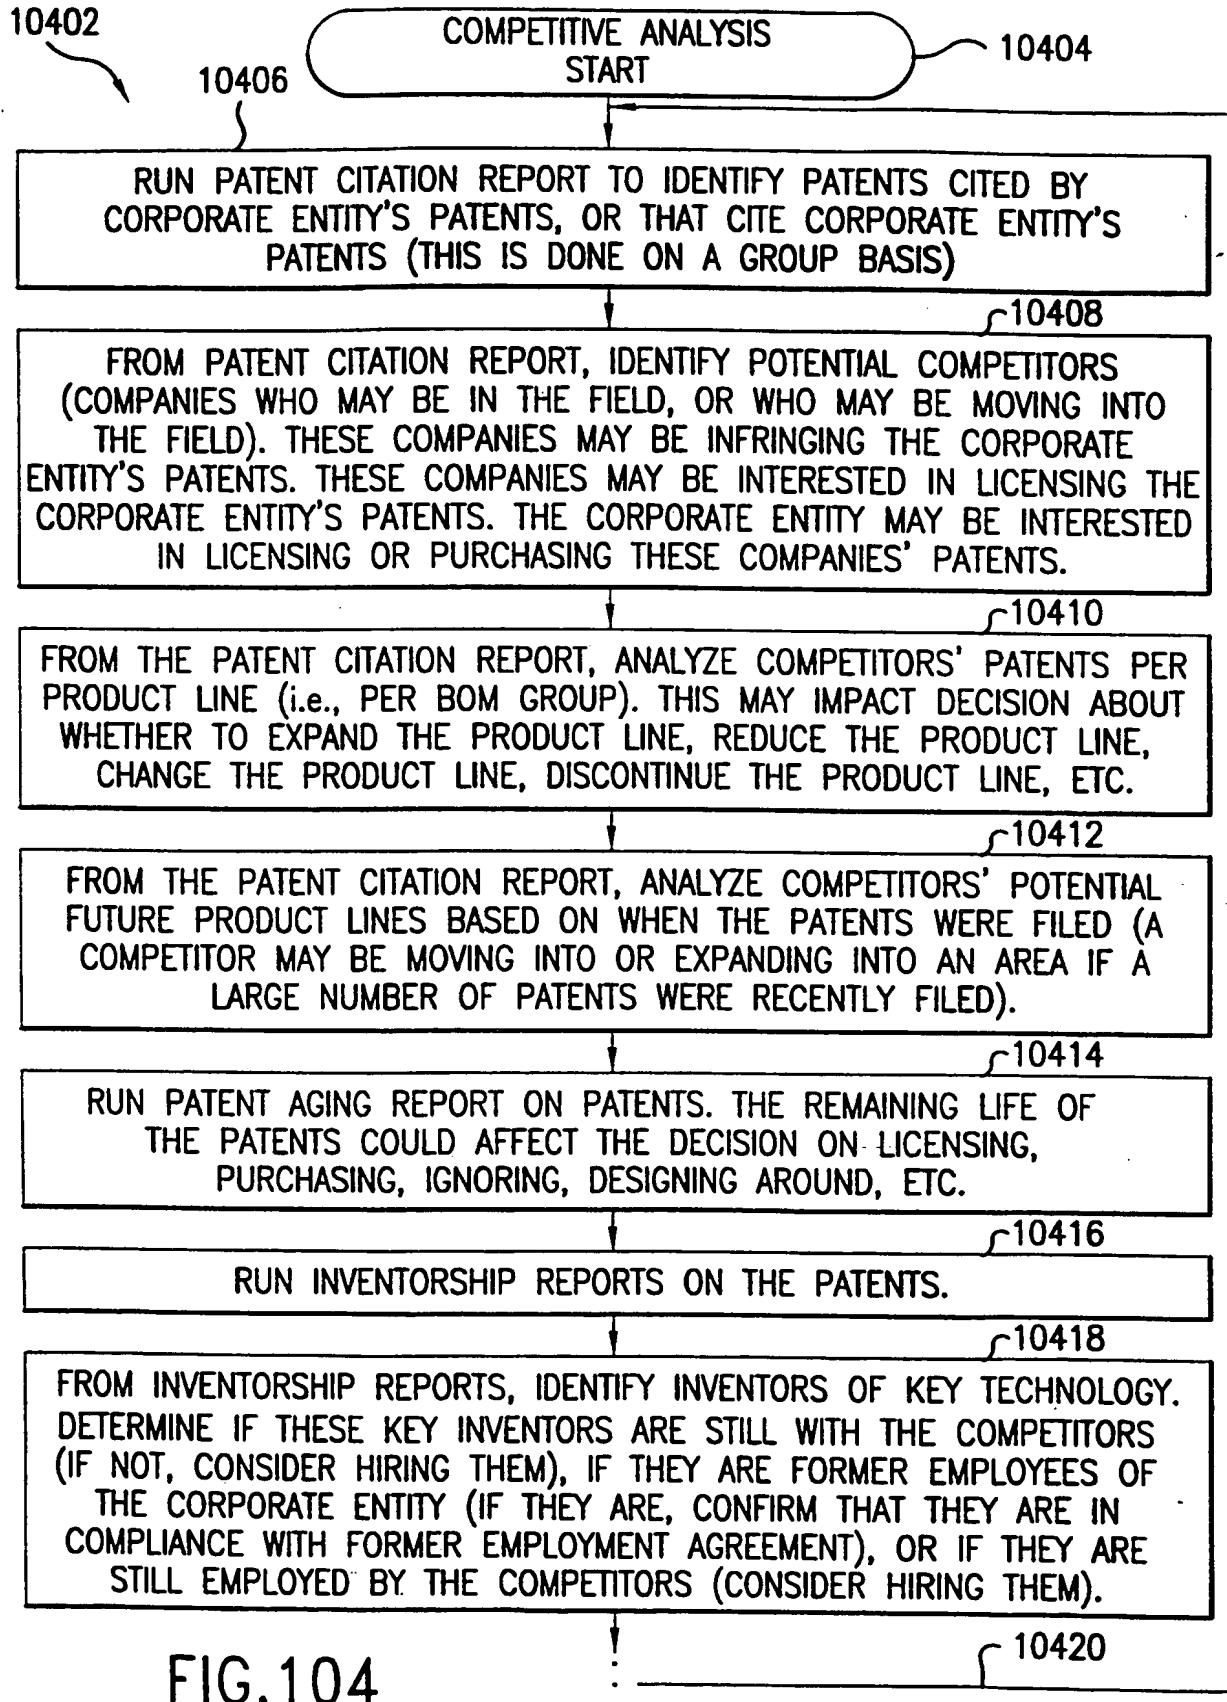 10402
COMPETITIVE ANALYSIS
START
10404
10406
RUN PATENT CITATION REPORT TO IDENTIFY PATENTS CITED BY
CORPORATE ENTITY'S PATENTS, OR THAT CITE CORPORATE ENTITY'S
PATENTS (THIS IS DONE ON A GROUP BASIS)
10408
FROM PATENT CITATION REPORT, IDENTIFY POTENTIAL COMPETITORS
(COMPANIES WHO MAY BE IN THE FIELD, OR WHO MAY BE MOVING INTO
THE FIELD). THESE COMPANIES MAY BE INFRINGING THE CORPORATE
ENTITY'S PATENTS. THESE COMPANIES MAY BE INTERESTED IN LICENSING THE
CORPORATE ENTITY'S PATENTS. THE CORPORATE ENTITY MAY BE INTERESTED
IN LICENSING OR PURCHASING THESE COMPANIES' PATENTS.
10410
FROM THE PATENT CITATION REPORT, ANALYZE COMPETITORS' PATENTS PER
PRODUCT LINE (i.e., PER BOM GROUP). THIS MAY IMPACT DECISION ABOUT
WHETHER TO EXPAND THE PRODUCT LINE, REDUCE THE PRODUCT LINE,
CHANGE THE PRODUCT LINE, DISCONTINUE THE PRODUCT LINE, ETC.
10412
FROM THE PATENT CITATION REPORT, ANALYZE COMPETITORS' POTENTIAL
FUTURE PRODUCT LINES BASED ON WHEN THE PATENTS WERE FILED (A
COMPETITOR MAY BE MOVING INTO OR EXPANDING INTO AN AREA IF A
LARGE NUMBER OF PATENTS WERE RECENTLY FILED).
10414
RUN PATENT AGING REPORT ON PATENTS. THE REMAINING LIFE OF
THE PATENTS COULD AFFECT THE DECISION ON LICENSING,
PURCHASING, IGNORING, DESIGNING AROUND, ETC.
10416
RUN INVENTORSHIP REPORTS ON THE PATENTS.
10418
FROM INVENTORSHIP REPORTS, IDENTIFY INVENTORS OF KEY TECHNOLOGY.
DETERMINE IF THESE KEY INVENTORS ARE STILL WITH THE COMPETITORS
(IF NOT, CONSIDER HIRING THEM), IF THEY ARE FORMER EMPLOYEES OF
THE CORPORATE ENTITY (IF THEY ARE, CONFIRM THAT THEY ARE IN
COMPLIANCE WITH FORMER EMPLOYMENT AGREEMENT), OR IF THEY ARE
STILL EMPLOYED BY THE COMPETITORS (CONSIDER HIRING THEM).
10420
FIG.104